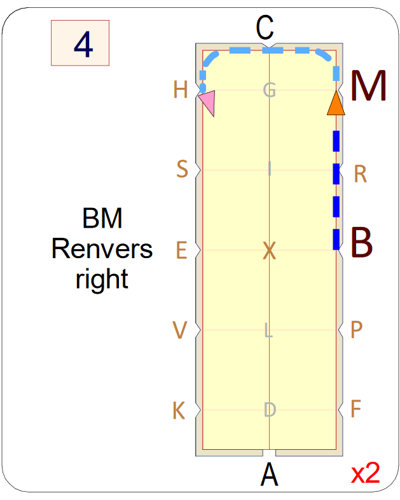 4
C
H G M
S I R
BM
Renvers
right
E X B
V L P
K D F
A
x2